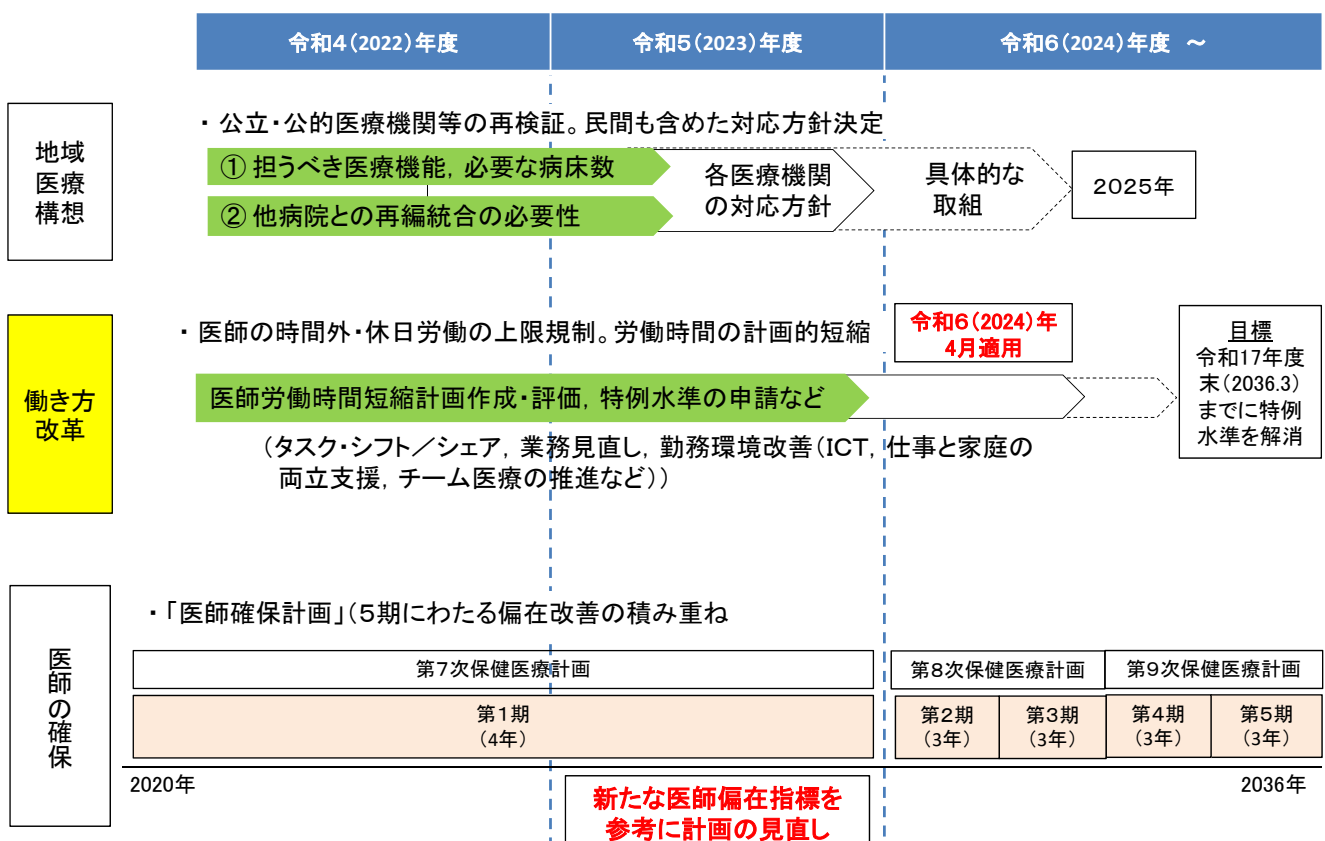 令和4(2022)年度
令和5(2023)年度
令和6(2024)年度 ～
地域
医療
構想
・公立・公的医療機関等の再検証。民間も含めた対応方針決定
① 担うべき医療機能, 必要な病床数
② 他病院との再編統合の必要性
各医療機関
の対応方針
具体的な
取組
2025年
働き方
改革
・医師の時間外・休日労働の上限規制。労働時間の計画的短縮
令和6(2024)年
4月適用
医師労働時間短縮計画作成・評価, 特例水準の申請など
(タスク・シフト／シェア, 業務見直し, 勤務環境改善(ICT, 仕事と家庭の
両立支援, チーム医療の推進など))
目標
令和17年度
末(2036.3)
までに特例
水準を解消
医師の確保
・「医師確保計画」(5期にわたる偏在改善の積み重ね
第7次保健医療計画
第8次保健医療計画
第9次保健医療計画
第1期
(4年)
第2期
(3年)
第3期
(3年)
第4期
(3年)
第5期
(3年)
2020年
2036年
新たな医師偏在指標を
参考に計画の見直し